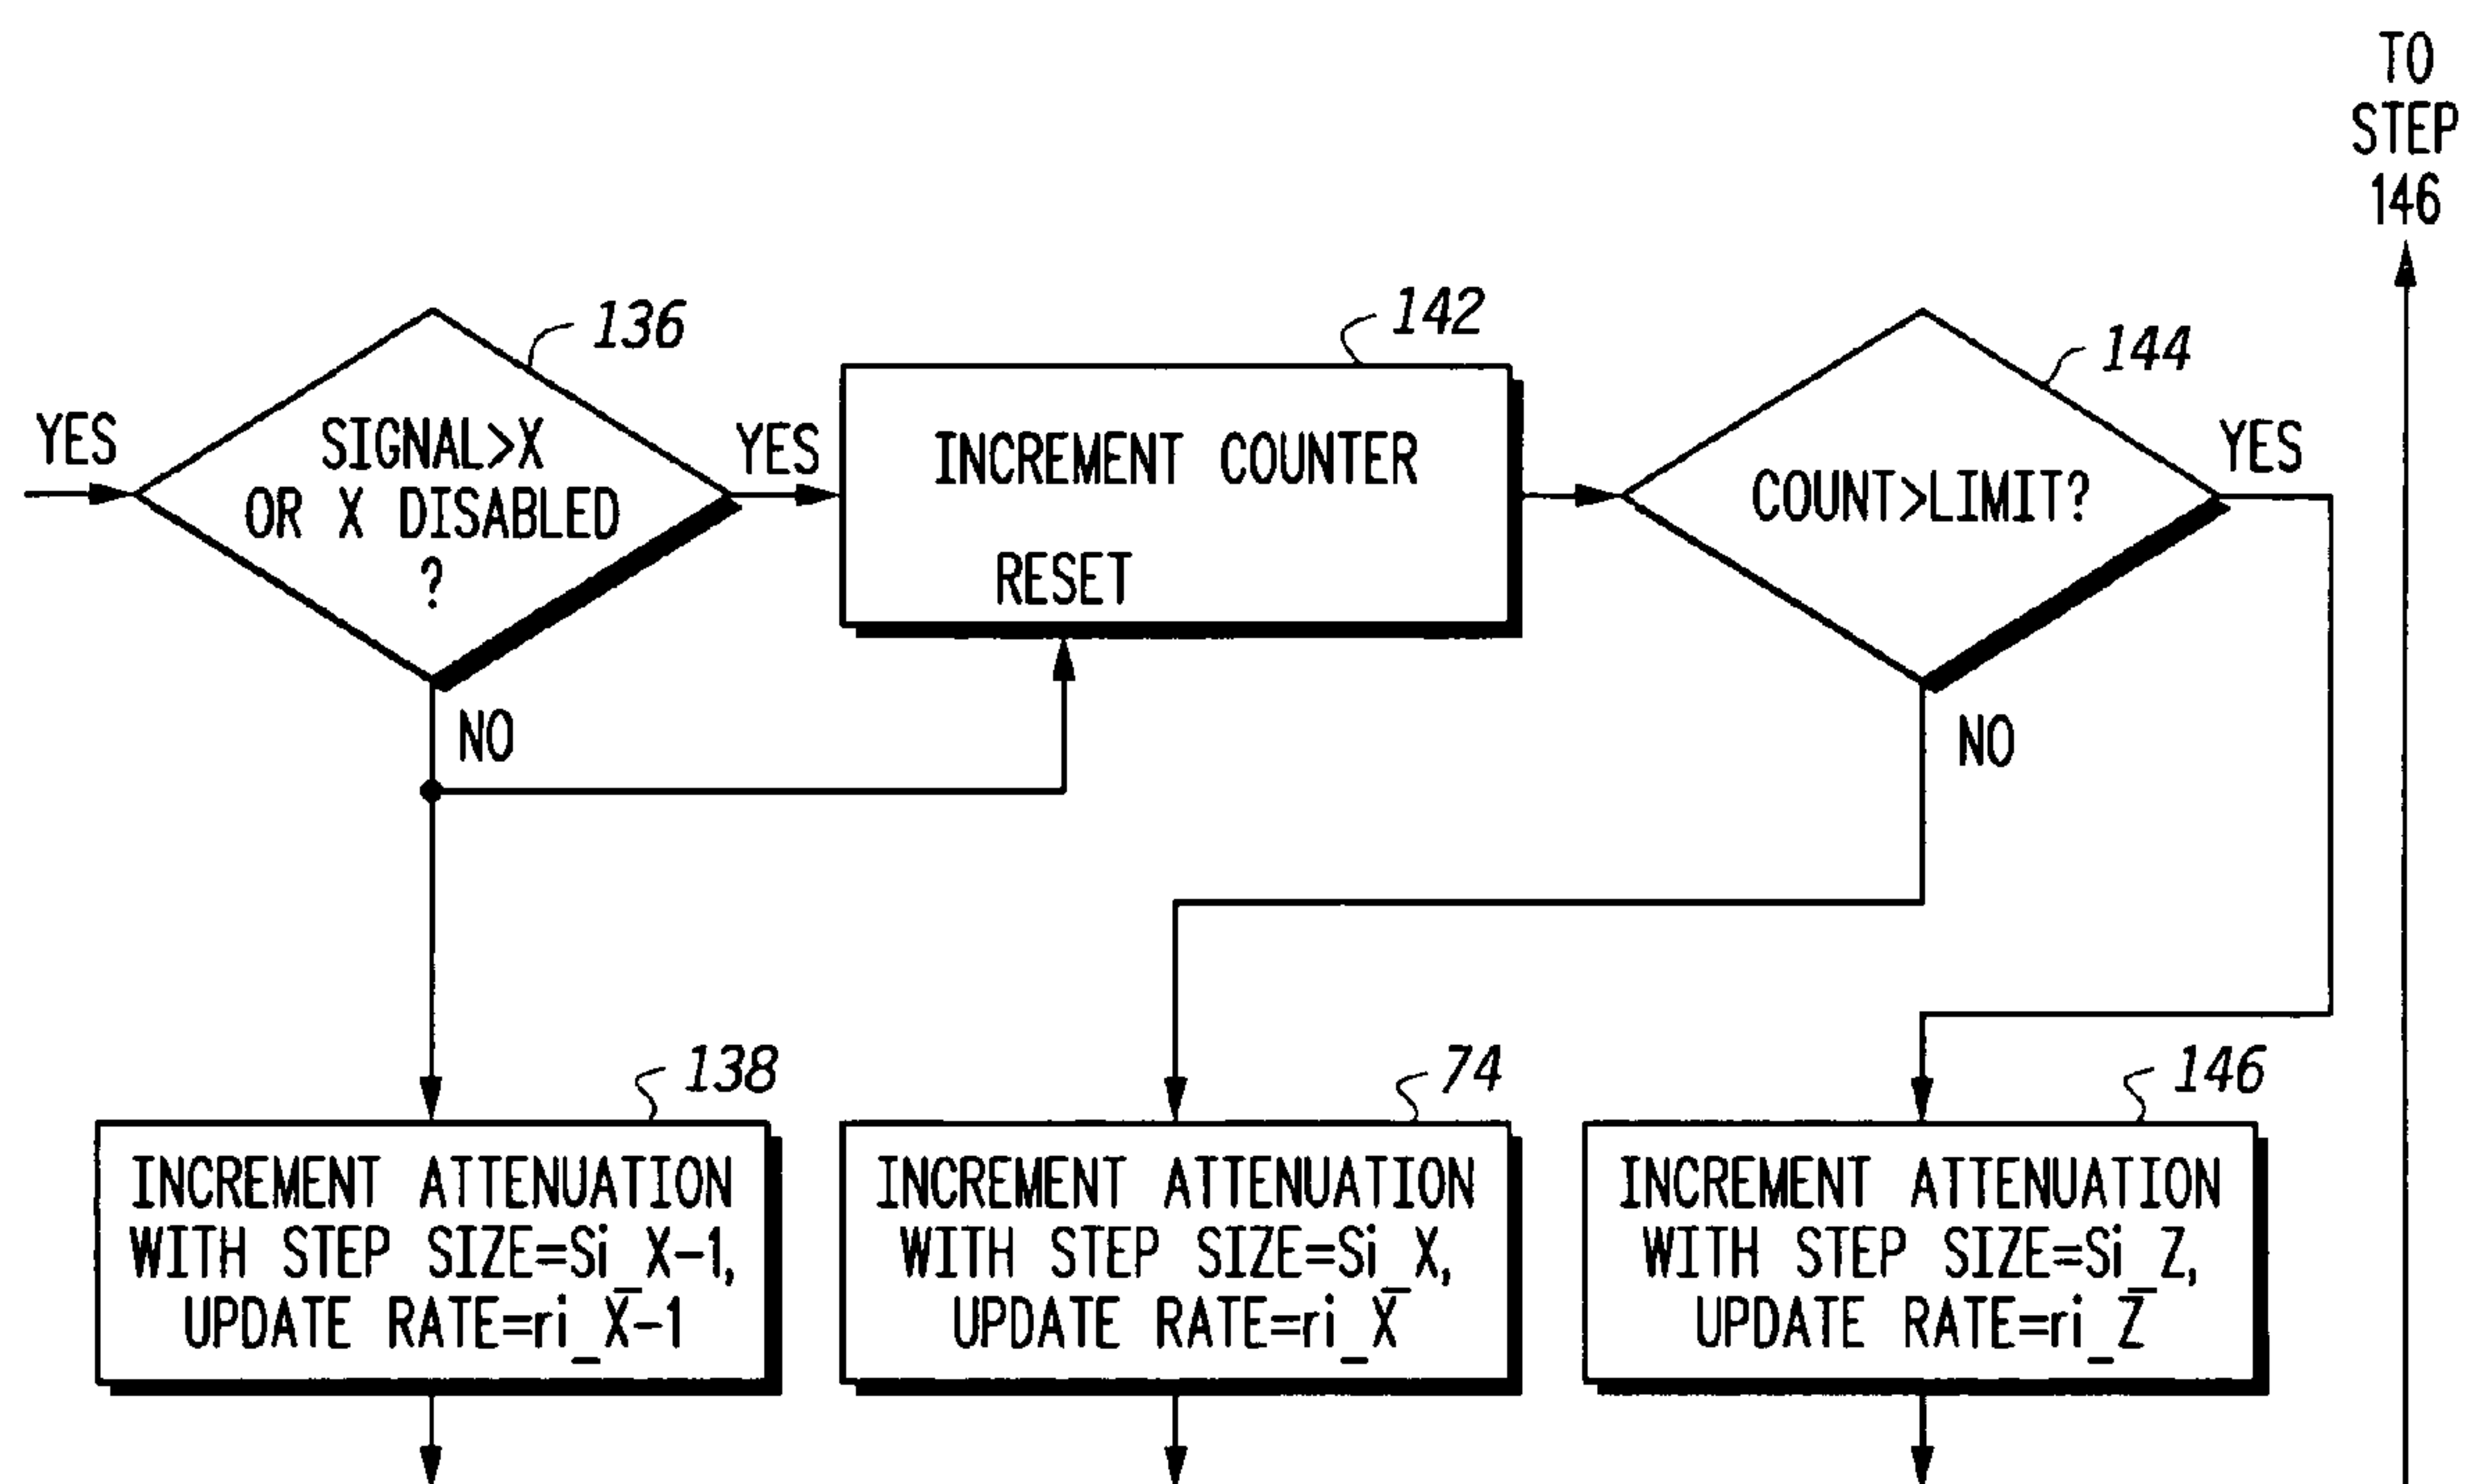 TO
STEP
146
136
142
144
YES
SIGNAL>X
OR X DISABLED
?
YES
INCREMENT COUNTER
RESET
COUNT>LIMIT?
YES
NO
NO
138
74
146
INCREMENT ATTENUATION
WITH STEP SIZE=Si_X-1,
UPDATE RATE=ri_X-1
INCREMENT ATTENUATION
WITH STEP SIZE=Si_X,
UPDATE RATE=ri_X
INCREMENT ATTENUATION
WITH STEP SIZE=Si_Z,
UPDATE RATE=ri_Z